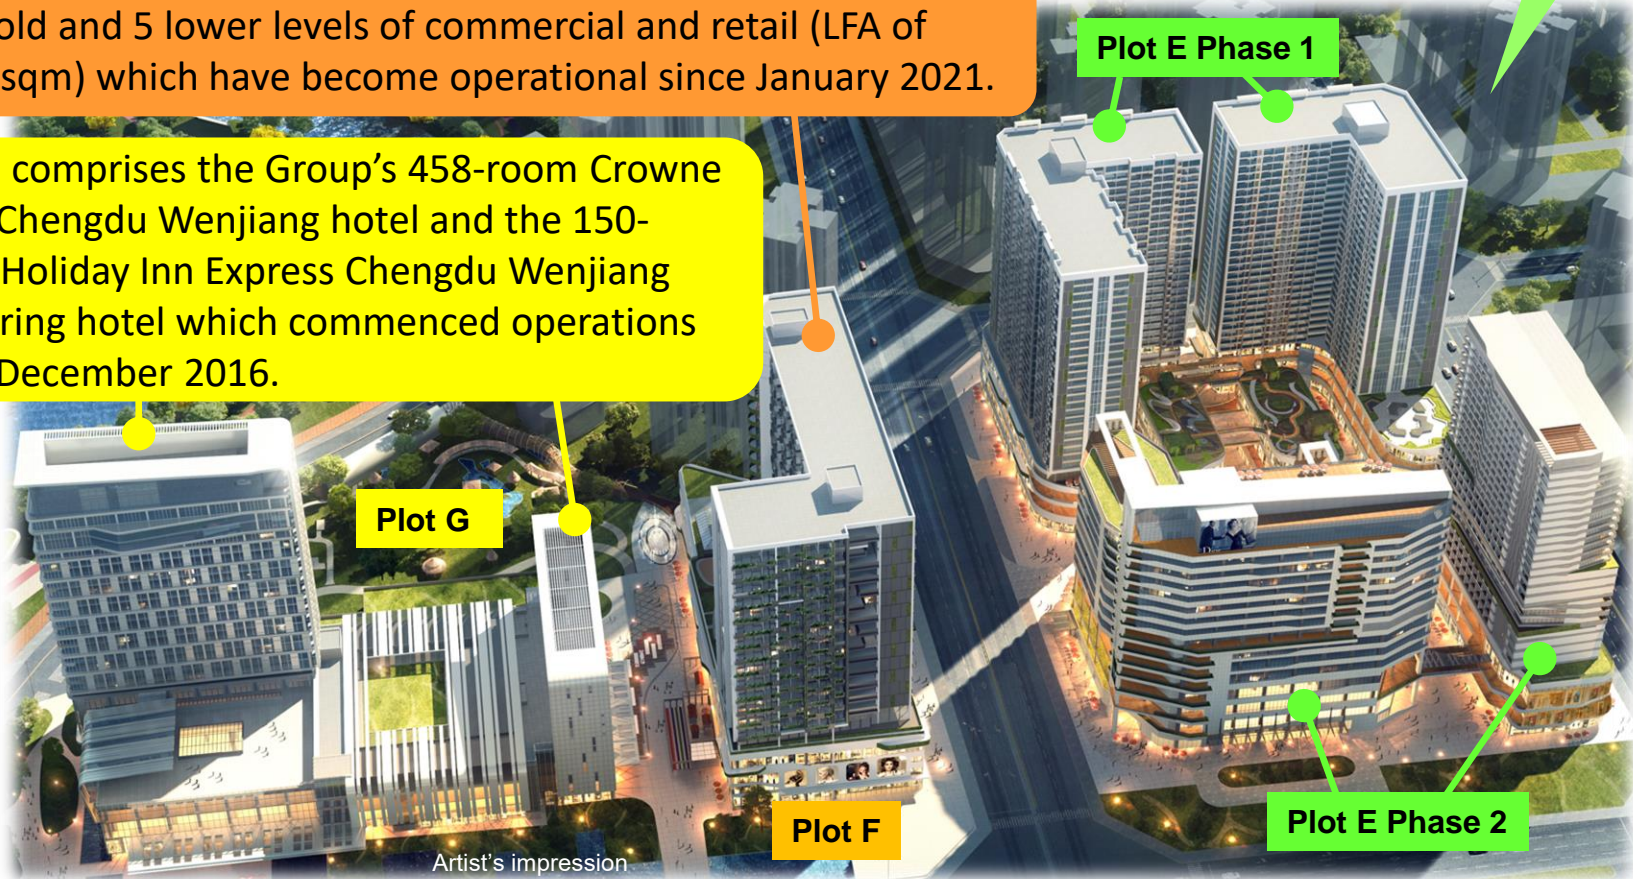 old and 5 lower levels of commercial and retail (LFA of
sqm) which have become operational since January 2021.
Plot E Phase 1
comprises the Group’s 458-room Crowne
Chengdu Wenjiang hotel and the 150-
Holiday Inn Express Chengdu Wenjiang
ring hotel which commenced operations
December 2016.
Plot G
Plot F
Plot E Phase 2
Artist’s impression